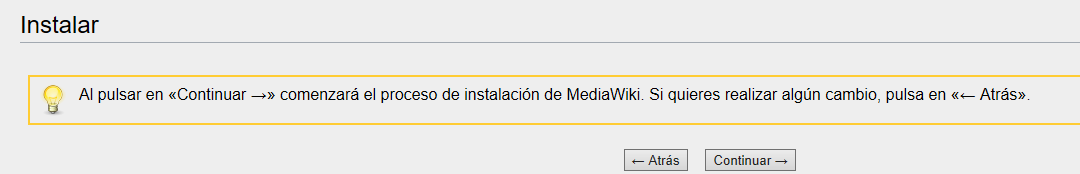 Instalar
Al pulsar en «Continuar →» comenzará el proceso de instalación de MediaWiki. Si quieres realizar algún cambio, pulsa en «← Atrás».
← Atrás Continuar →